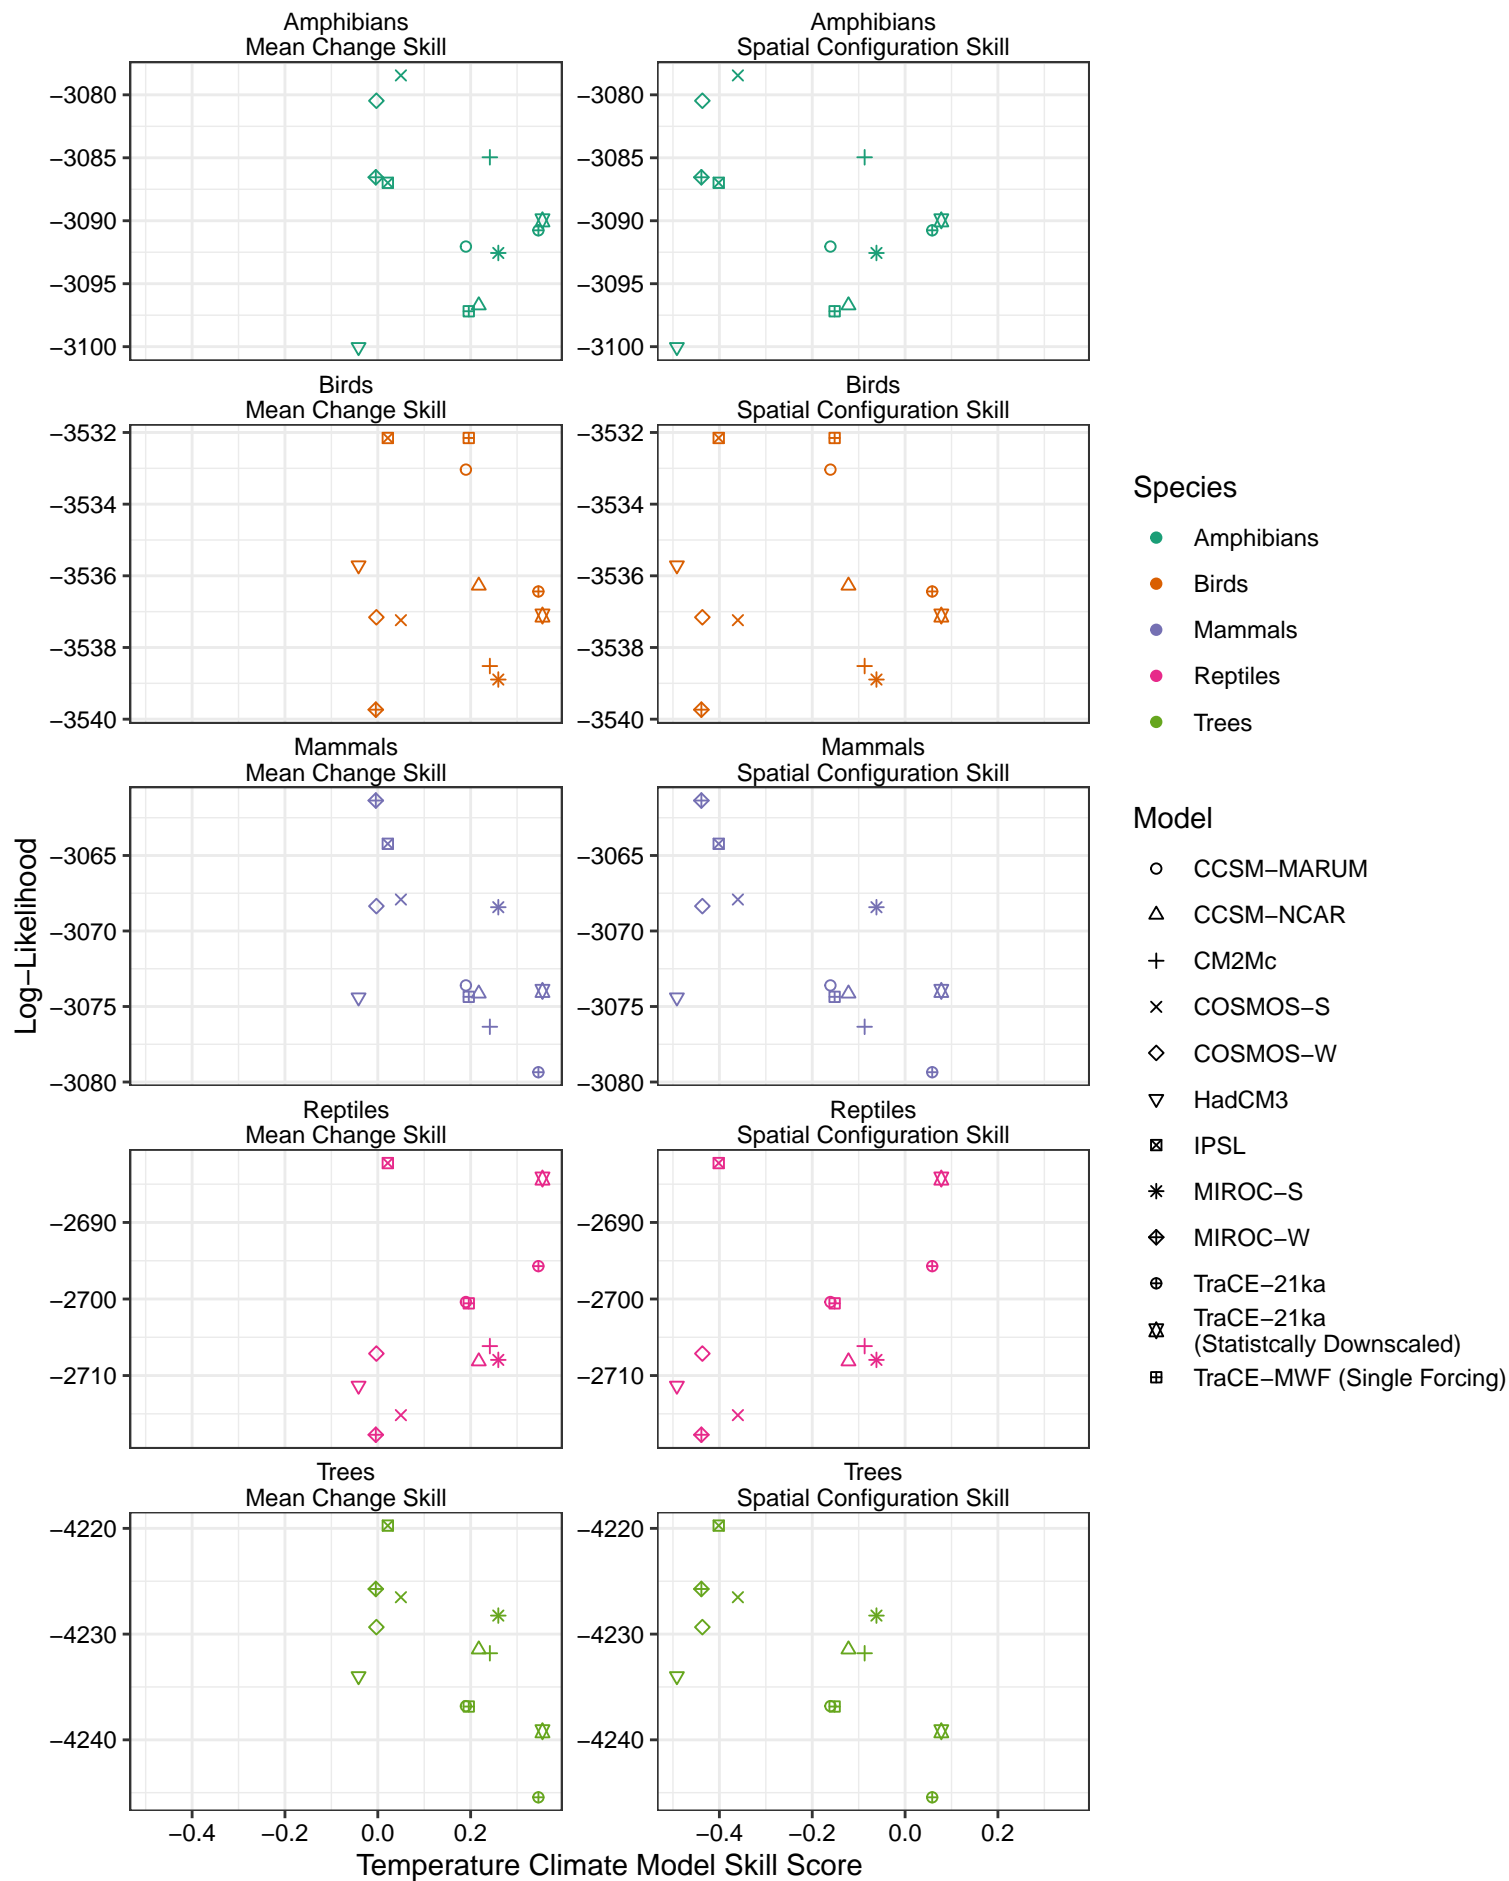 Amphibians
Mean Change Skill
Amphibians
Spatial Configuration Skill
−3080
−3085
−3090
−3095
−3100
−3080
−3085
−3090
−3095
−3100
Birds
Mean Change Skill
Birds
Spatial Configuration Skill
−3532
−3534
−3536
−3538
−3540
−3532
−3534
−3536
−3538
−3540
Mammals
Mean Change Skill
Mammals
Spatial Configuration Skill
−3065
−3070
−3075
−3080
−3065
−3070
−3075
−3080
Reptiles
Mean Change Skill
Reptiles
Spatial Configuration Skill
−2690
−2700
−2710
−2690
−2700
−2710
Trees
Mean Change Skill
Trees
Spatial Configuration Skill
−4220
−4230
−4240
−4220
−4230
−4240
−0.4 −0.2 0.0 0.2
−0.4 −0.2 0.0 0.2
Temperature Climate Model Skill Score
Log−Likelihood
Species
Amphibians
Birds
Mammals
Reptiles
Trees
Model
CCSM−MARUM
CCSM−NCAR
CM2Mc
COSMOS−S
COSMOS−W
HadCM3
IPSL
MIROC−S
MIROC−W
TraCE−21ka
TraCE−21ka
(Statistcally Downscaled)
TraCE−MWF (Single Forcing)